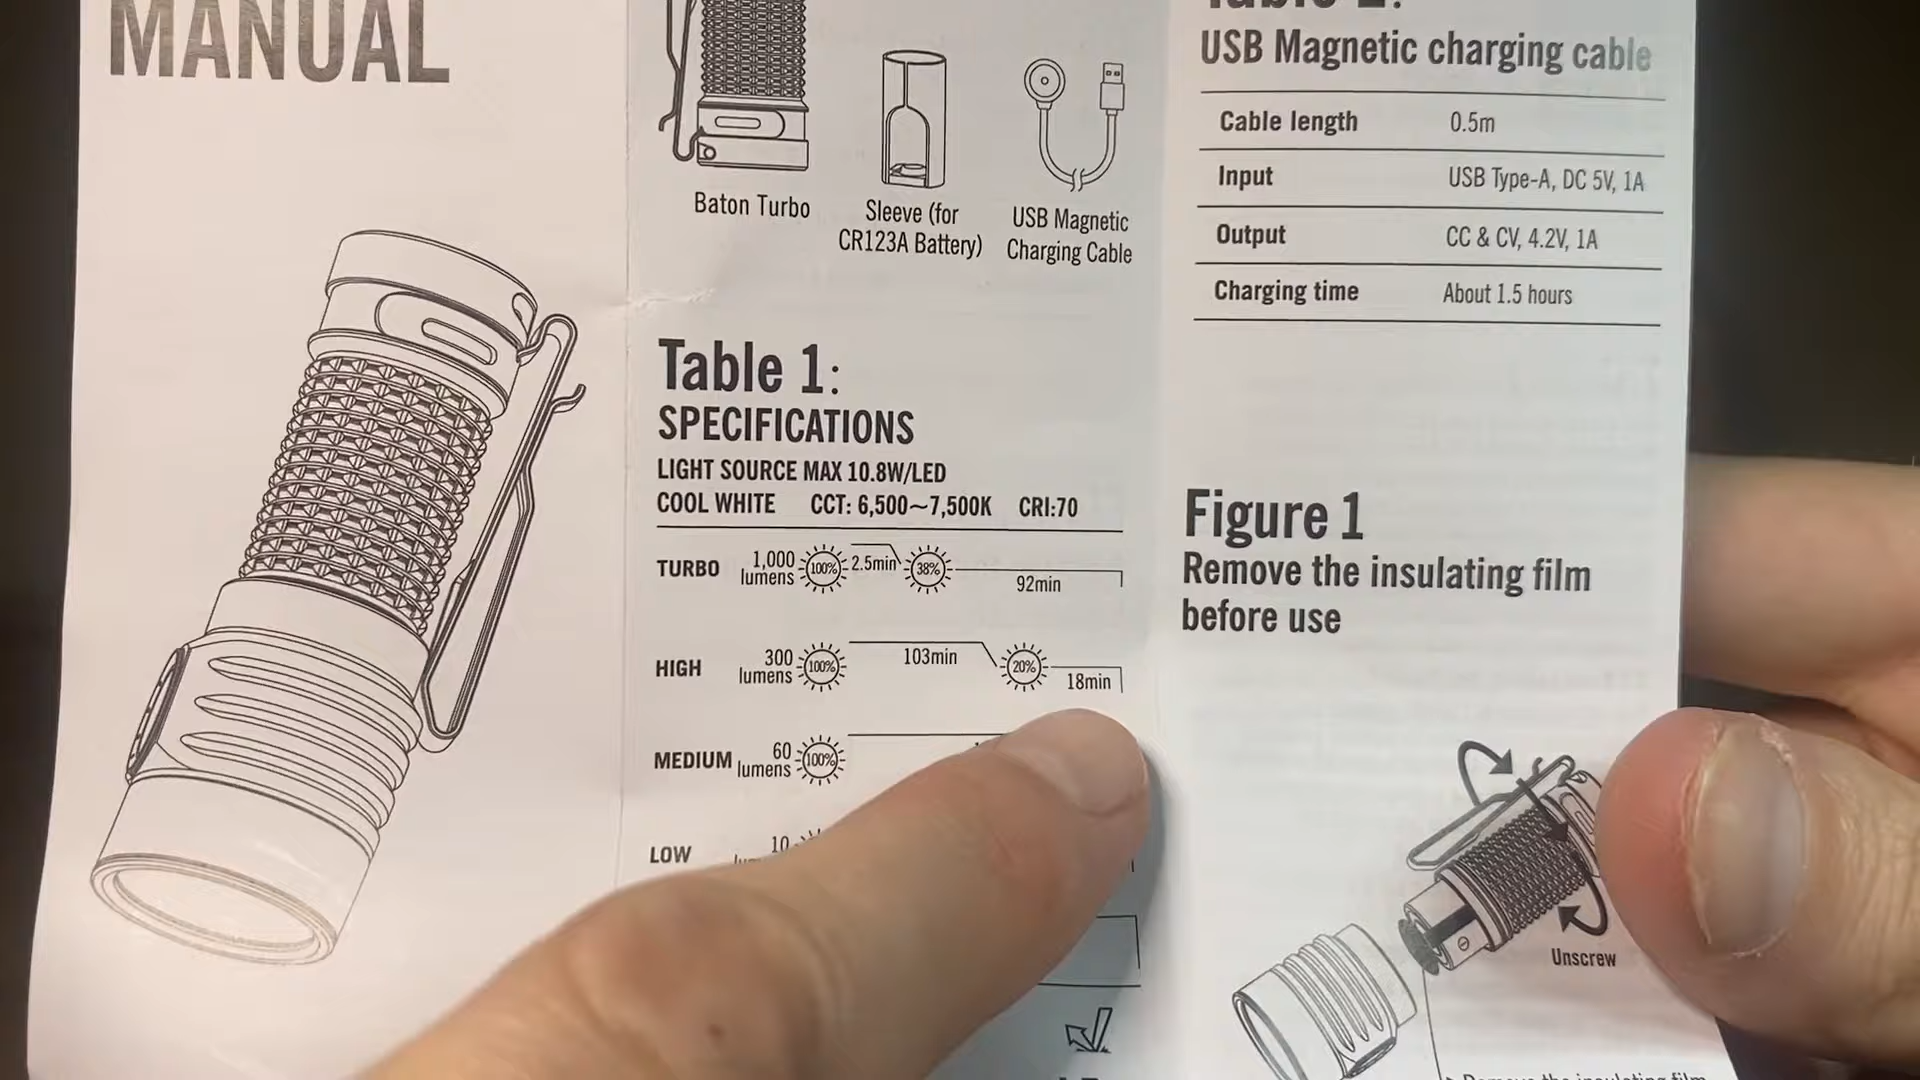 MANUAL
Baton Turbo
Sleeve (for
CR123A Battery)
USB Magnetic
Charging Cable
Table 1:
SPECIFICATIONS
LIGHT SOURCE MAX 10.8W/LED
COOL WHITE CCT: 6,500~7,500K CRI:70
TURBO 1,000 lumens 100% 2.5min 38% 92min
HIGH 300 lumens 100% 103min 20% 18min
MEDIUM 60 lumens 100%
LOW 10
USB Magnetic charging cable
Cable length 0.5m
Input USB Type-A, DC 5V, 1A
Output CC & CV, 4.2V, 1A
Charging time About 1.5 hours
Figure 1
Remove the insulating film
before use
Unscrew